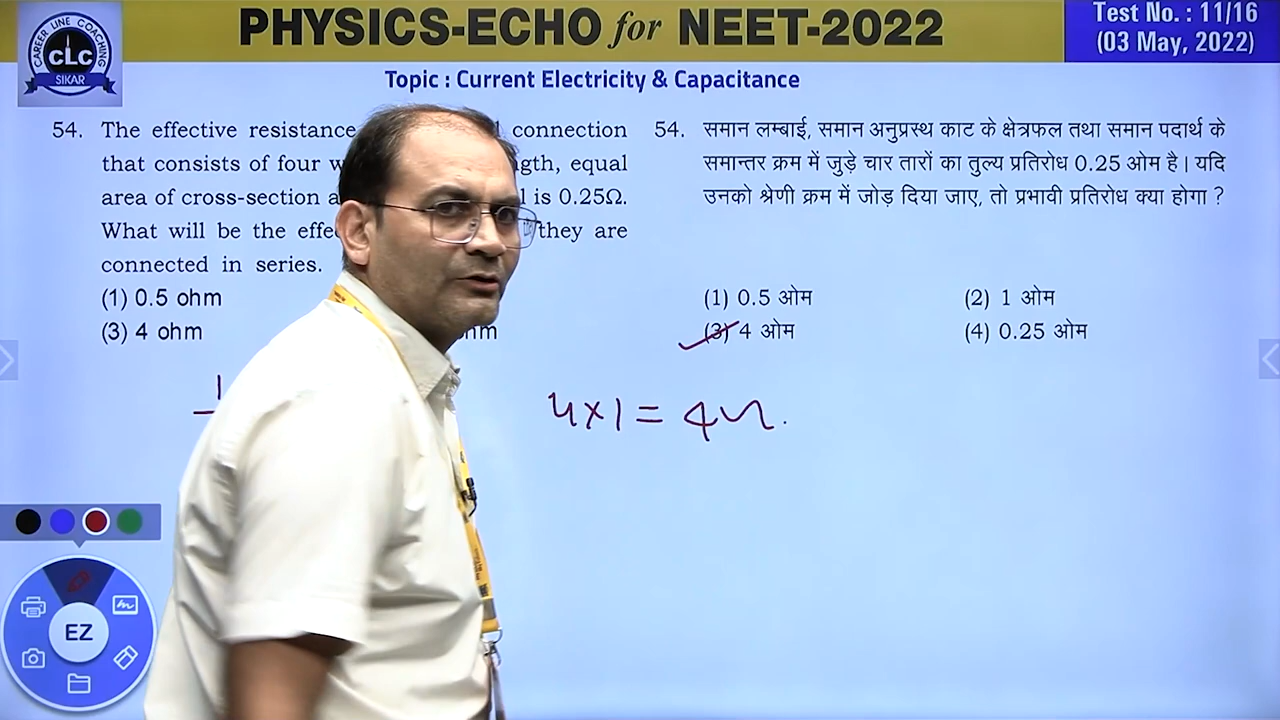 CAREER LINE COACHING
CLC
SIKAR
PHYSICS-ECHO for NEET-2022
Test No. : 11/16
(03 May, 2022)
Topic : Current Electricity & Capacitance
54. The effective resistance connection
that consists of four equal
area of cross-section is 0.25Ω.
What will be the they are
connected in series.
(1) 0.5 ohm
(3) 4 ohm
54. समान लम्बाई, समान अनुप्रस्थ काट के क्षेत्रफल तथा समान पदार्थ के
समान्तर क्रम में जुड़े चार तारों का तुल्य प्रतिरोध 0.25 ओम है। यदि
उनको श्रेणी क्रम में जोड़ दिया जाए, तो प्रभावी प्रतिरोध क्या होगा ?
(1) 0.5 ओम (2) 1 ओम
(3) 4 ओम (4) 0.25 ओम
1
4×1 = 4Ω.
EZ